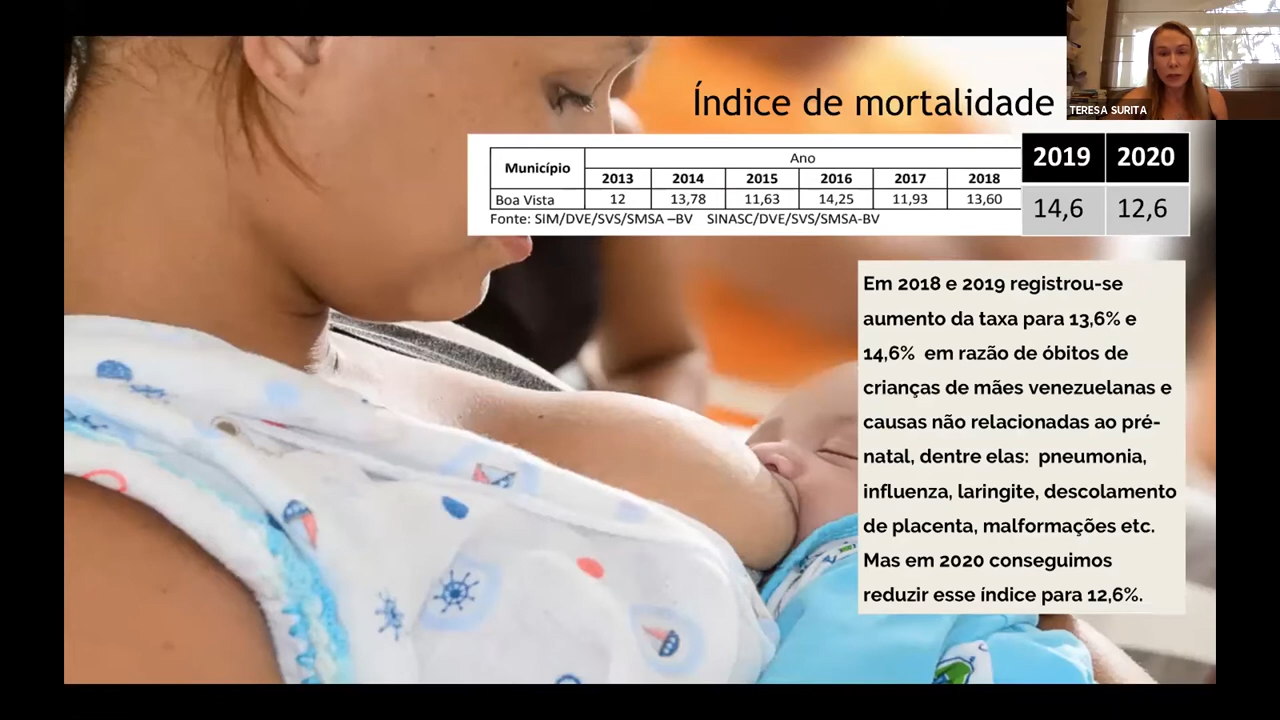 TERESA SURITA
Índice de mortalidade
Município Ano
2013 2014 2015 2016 2017 2018 2019 2020
Boa Vista 12 13,78 11,63 14,25 11,93 13,60 14,6 12,6
Fonte: SIM/DVE/SVS/SMSA –BV SINASC/DVE/SVS/SMSA-BV
Em 2018 e 2019 registrou-se
aumento da taxa para 13,6% e
14,6% em razão de óbitos de
crianças de mães venezuelanas e
causas não relacionadas ao pré-
natal, dentre elas: pneumonia,
influenza, laringite, descolamento
de placenta, malformações etc.
Mas em 2020 conseguimos
reduzir esse índice para 12,6%.